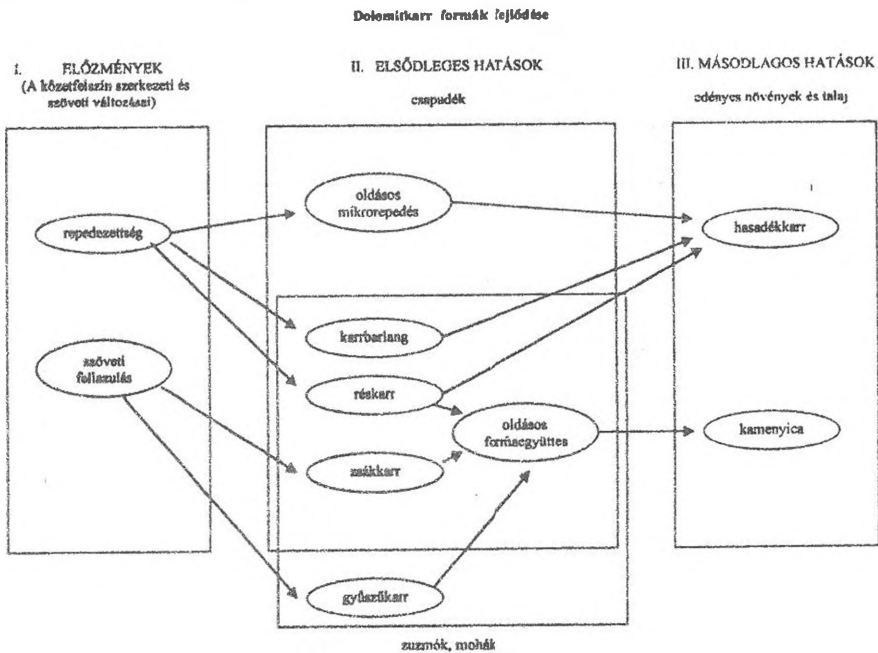 Dolomitkarr formák fejlődése
I. ELŐZMÉNYEK
(A kőzetfelszín szerkezeti és
szöveti változásai)
II. ELSŐDLEGES HATÁSOK
csapadék
III. MÁSODLAGOS HATÁSOK
edényes növények és talaj
repedezettség
szöveti
fellazulás
oldásos
mikrorepedés
karrbarlang
réskarr
zsákkarr
oldásos
formaegyüttes
gyűszűkarr
hasadékkarr
kamenyica
zuzmók, mohák